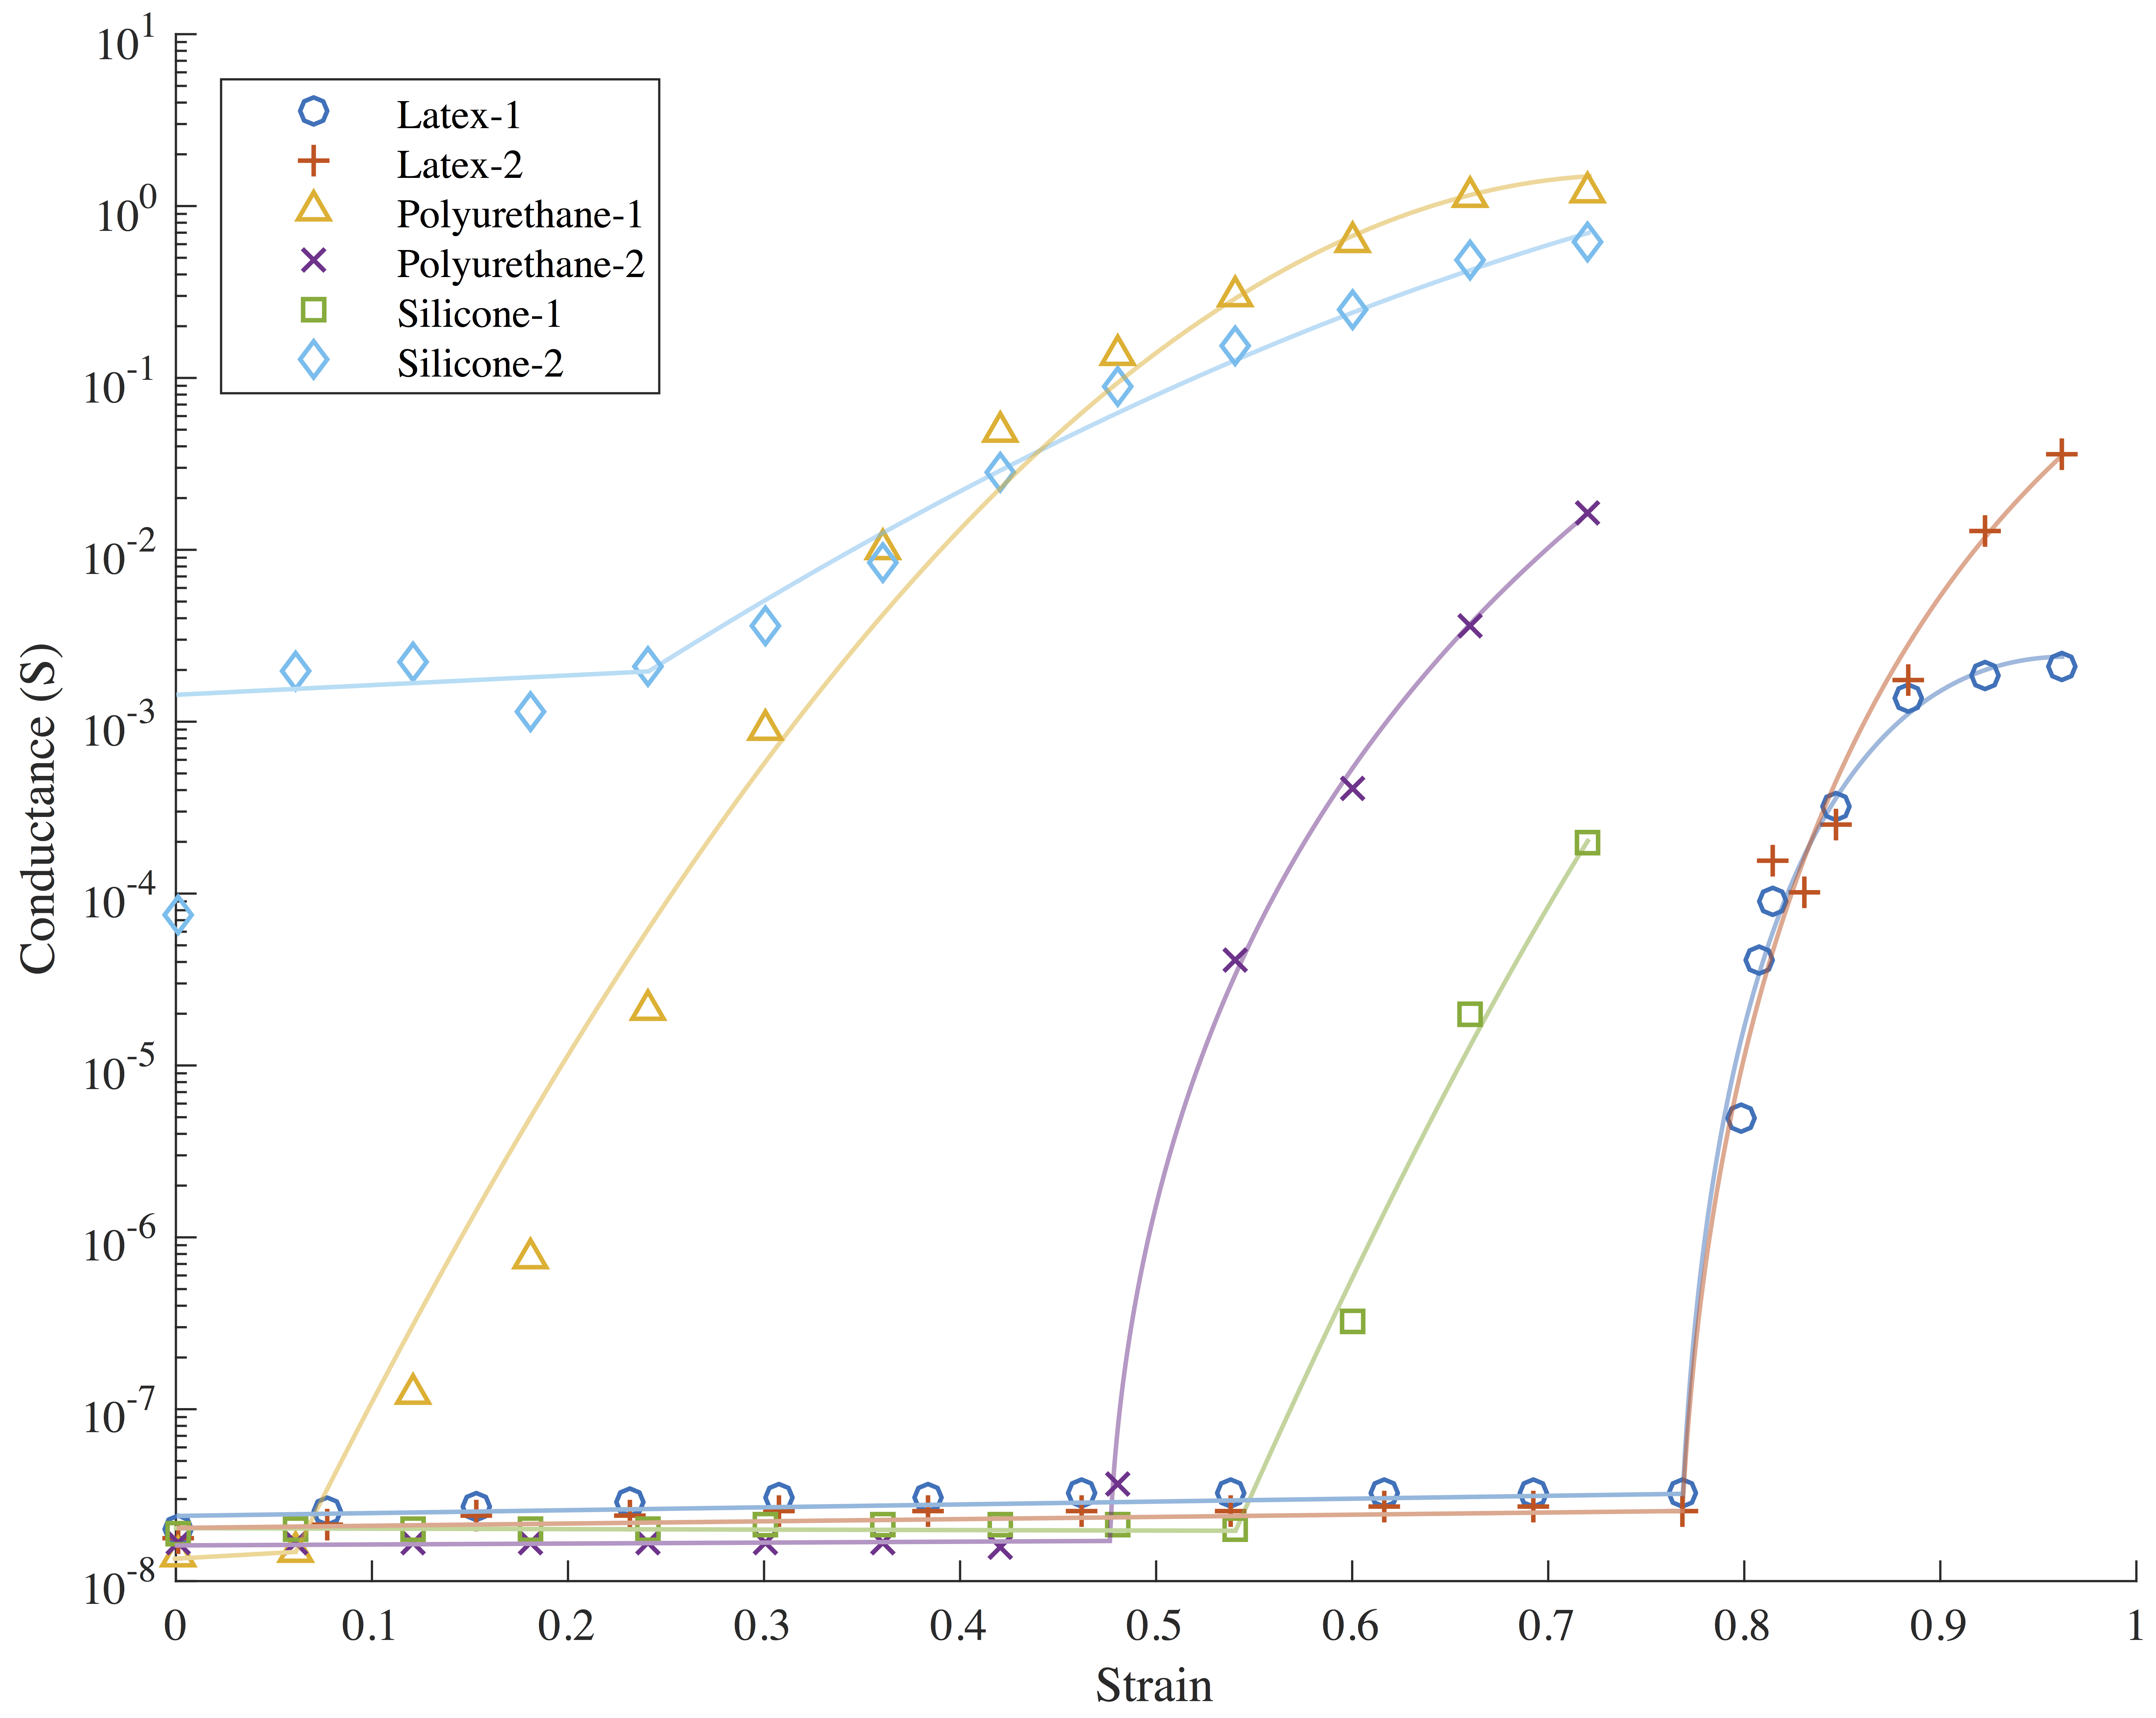 10^1
10^0
10^-1
10^-2
10^-3
10^-4
10^-5
10^-6
10^-7
10^-8
Conductance (S)
Latex-1
Latex-2
Polyurethane-1
Polyurethane-2
Silicone-1
Silicone-2
0 0.1 0.2 0.3 0.4 0.5 0.6 0.7 0.8 0.9 1
Strain